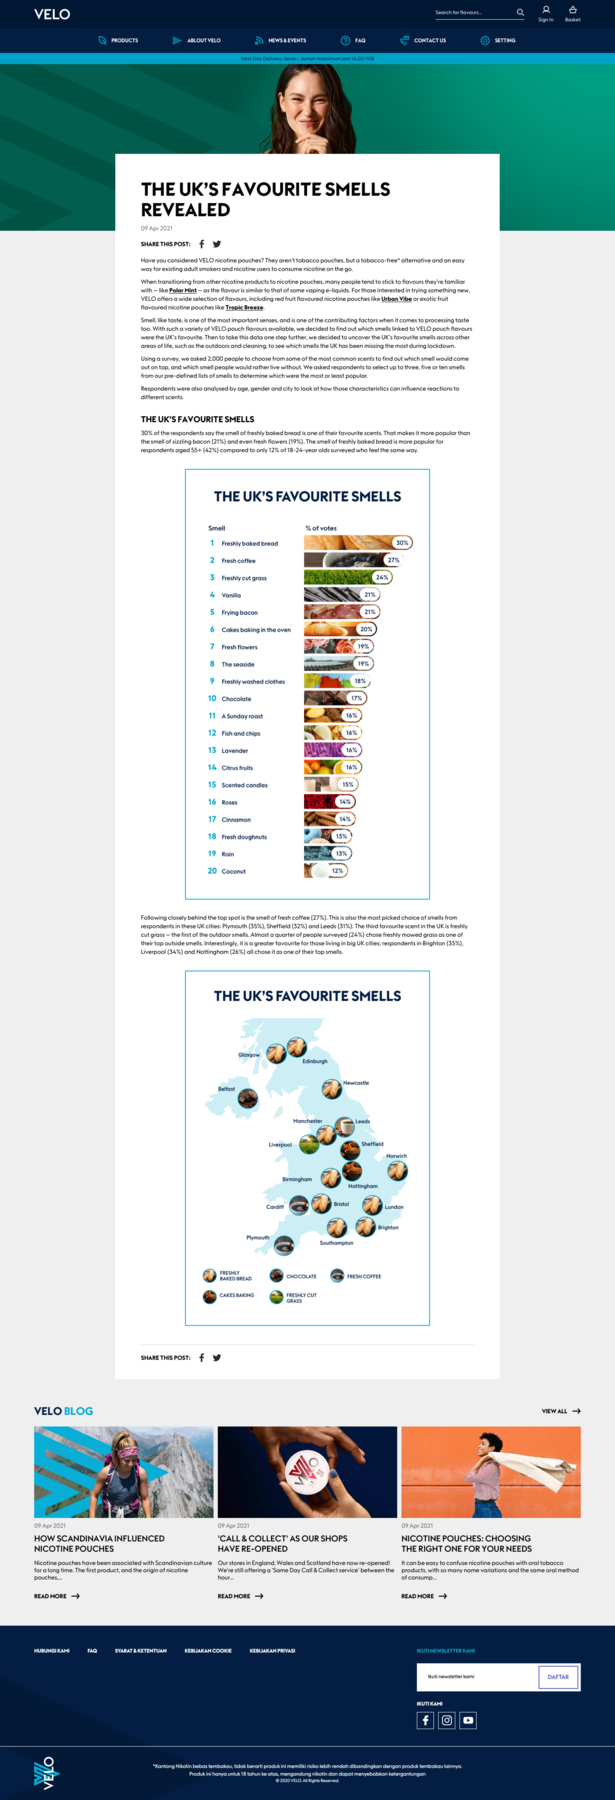 VELO
Search for flavours...
Sign In
Basket
PRODUCTS
ABLOUT VELO
NEWS & EVENTS
FAQ
CONTACT US
SETTING
Next Day Delivery: Senin - Jumat maksimum jam 14.00 WIB
THE UK'S FAVOURITE SMELLS
REVEALED
09 Apr 2021
SHARE THIS POST:
Have you considered VELO nicotine pouches? They aren't tobacco pouches, but a tobacco-free* alternative and an easy
way for existing adult smokers and nicotine users to consume nicotine on the go.
When transitioning from other nicotine products to nicotine pouches, many people tend to stick to flavours they're familiar
with – like Polar Mint – as the flavour is similar to that of some vaping e-liquids. For those interested in trying something new,
VELO offers a wide selection of flavours, including red fruit flavoured nicotine pouches like Urban Vibe or exotic fruit
flavoured nicotine pouches like Tropic Breeze.
Smell, like taste, is one of the most important senses, and is one of the contributing factors when it comes to processing taste
too. With such a variety of VELO pouch flavours available, we decided to find out which smells linked to VELO pouch flavours
were the UK's favourite. Then to take this data one step further, we decided to uncover the UK's favourite smells across other
areas of life, such as the outdoors and cleaning, to see which smells the UK has been missing the most during lockdown.
Using a survey, we asked 2,000 people to choose from some of the most common scents to find out which smell would come
out on top, and which smell people would rather live without. We asked respondents to select up to three, five or ten smells
from our pre-defined lists of smells to determine which were the most or least popular.
Respondents were also analysed by age, gender and city to look at how those characteristics can influence reactions to
different scents.
THE UK'S FAVOURITE SMELLS
30% of the respondents say the smell of freshly baked bread is one of their favourite scents. That makes it more popular than
the smell of sizzling bacon (21%) and even fresh flowers (19%). The smell of freshly baked bread is more popular for
respondents aged 55+ (42%) compared to only 12% of 18-24-year olds surveyed who feel the same way.
THE UK'S FAVOURITE SMELLS
Smell % of votes
1 Freshly baked bread 30%
2 Fresh coffee 27%
3 Freshly cut grass 24%
4 Vanilla 21%
5 Frying bacon 21%
6 Cakes baking in the oven 20%
7 Fresh flowers 19%
8 The seaside 19%
9 Freshly washed clothes 18%
10 Chocolate 17%
11 A Sunday roast 16%
12 Fish and chips 16%
13 Lavender 16%
14 Citrus fruits 16%
15 Scented candles 15%
16 Roses 14%
17 Cinnamon 14%
18 Fresh doughnuts 13%
19 Rain 13%
20 Coconut 12%
Following closely behind the top spot is the smell of fresh coffee (27%). This is also the most picked choice of smells from
respondents in these UK cities: Plymouth (35%), Sheffield (32%) and Leeds (31%). The third favourite scent in the UK is freshly
cut grass – the first of the outdoor smells. Almost a quarter of people surveyed (24%) chose freshly mowed grass as one of
their top outside smells. Interestingly, it is a greater favourite for those living in big UK cities; respondents in Brighton (35%),
Liverpool (34%) and Nottingham (26%) all chose it as one of their top smells.
THE UK'S FAVOURITE SMELLS
Glasgow
Edinburgh
Newcastle
Belfast
Manchester
Leeds
Liverpool
Sheffield
Norwich
Birmingham
Nottingham
Cardiff
Bristol
London
Brighton
Plymouth
Southampton
FRESHLY
BAKED BREAD
CHOCOLATE
FRESH COFFEE
CAKES BAKING
FRESHLY CUT
GRASS
SHARE THIS POST:
VELO BLOG
VIEW ALL
09 Apr 2021
HOW SCANDINAVIA INFLUENCED
NICOTINE POUCHES
Nicotine pouches have been associated with Scandinavian culture
for a long time. The first product, and the origin of nicotine
pouches,...
READ MORE
09 Apr 2021
'CALL & COLLECT' AS OUR SHOPS
HAVE RE-OPENED
Our stores in England, Wales and Scotland have now re-opened!
We're still offering a 'Same Day Call & Collect service' between the
hour...
READ MORE
09 Apr 2021
NICOTINE POUCHES: CHOOSING
THE RIGHT ONE FOR YOUR NEEDS
It can be easy to confuse nicotine pouches with oral tobacco
products, with so many name variations and the same oral method
of consump...
READ MORE
HUBUNGI KAMI
FAQ
SYARAT & KETENTUAN
KEBIJAKAN COOKIE
KEBIJAKAN PRIVASI
IKUTI NEWSLETTER KAMI
Ikuti newsletter kami
DAFTAR
IKUTI KAMI
VELO
*Kantong Nikotin bebas tembakau, tidak berarti produk ini memiliki risiko lebih rendah dibandingkan dengan produk tembakau lainnya.
Produk ini hanya untuk 18 tahun ke atas, mengandung nikotin dan dapat menyebabkan ketergantungan
© 2020 VELO. All Rights Reserved.